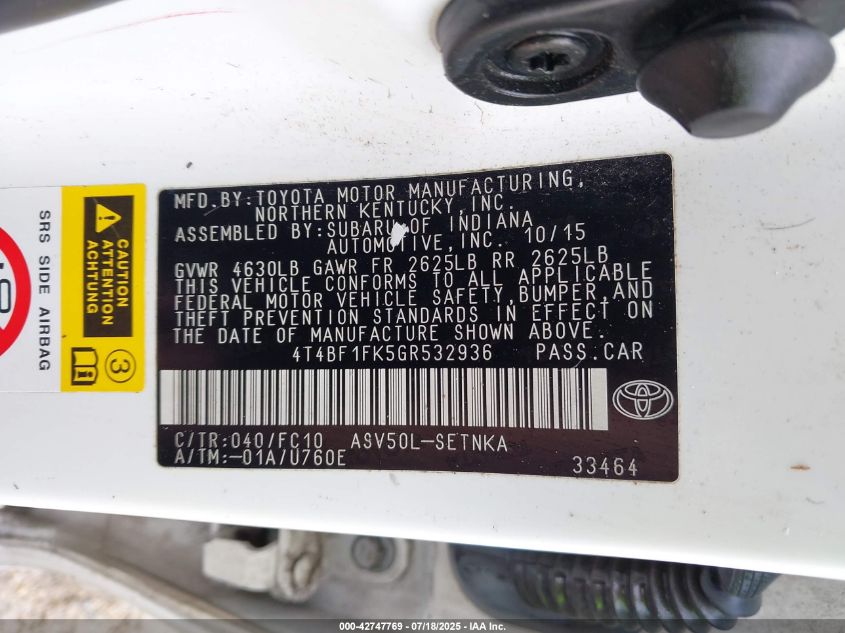 MFD.BY:TOYOTA MOTOR MANUFACTURING,
NORTHERN KENTUCKY,INC.
ASSEMBLED BY:SUBARU OF INDIANA
AUTOMOTIVE,INC. 10/15
GVWR 4630LB GAWR FR 2625LB RR 2625LB
THIS VEHICLE CONFORMS TO ALL APPLICABLE
FEDERAL MOTOR VEHICLE SAFETY,BUMPER,AND
THEFT PREVENTION STANDARDS IN EFFECT ON
THE DATE OF MANUFACTURE SHOWN ABOVE.
4T4BF1FK5GR532936 PASS.CAR
C/TR:040/FC10 ASV50L-SETNKA
A/TM:-01A/U760E
33464
SRS SIDE AIRBAG
CAUTION
ATTENTION
ACHTUNG
3
000-42747769 - 07/18/2025 - IAA Inc.